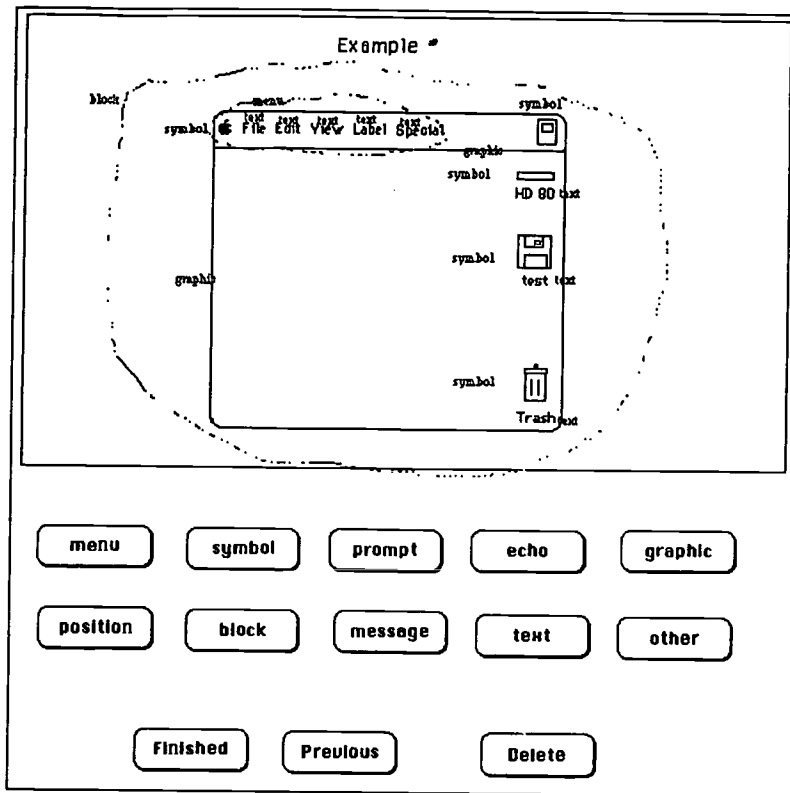 Example #
block
menu
symbol
symbol
text text text text text
File Edit View Label Special
graphic
symbol
HD 80 text
symbol
graphic
test text
symbol
Trash text
menu symbol prompt echo graphic
position block message text other
Finished Previous Delete